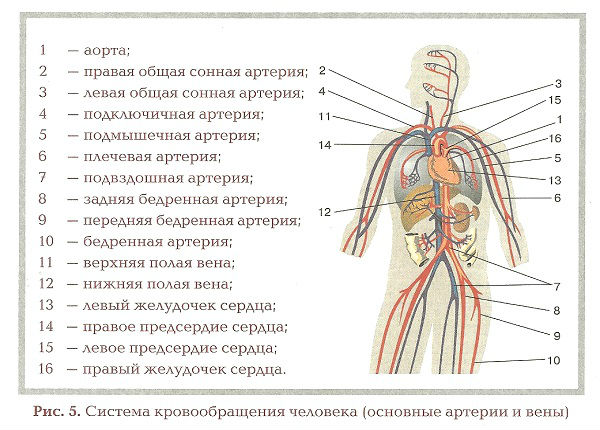 1 — аорта;
2 — правая общая сонная артерия;
3 — левая общая сонная артерия;
4 — подключичная артерия;
5 — подмышечная артерия;
6 — плечевая артерия;
7 — подвздошная артерия;
8 — задняя бедренная артерия;
9 — передняя бедренная артерия;
10 — бедренная артерия;
11 — верхняя полая вена;
12 — нижняя полая вена;
13 — левый желудочек сердца;
14 — правое предсердие сердца;
15 — левое предсердие сердца;
16 — правый желудочек сердца.
2
4
11
14
12
3
15
1
16
5
13
6
7
8
9
10
Рис. 5. Система кровообращения человека (основные артерии и вены)